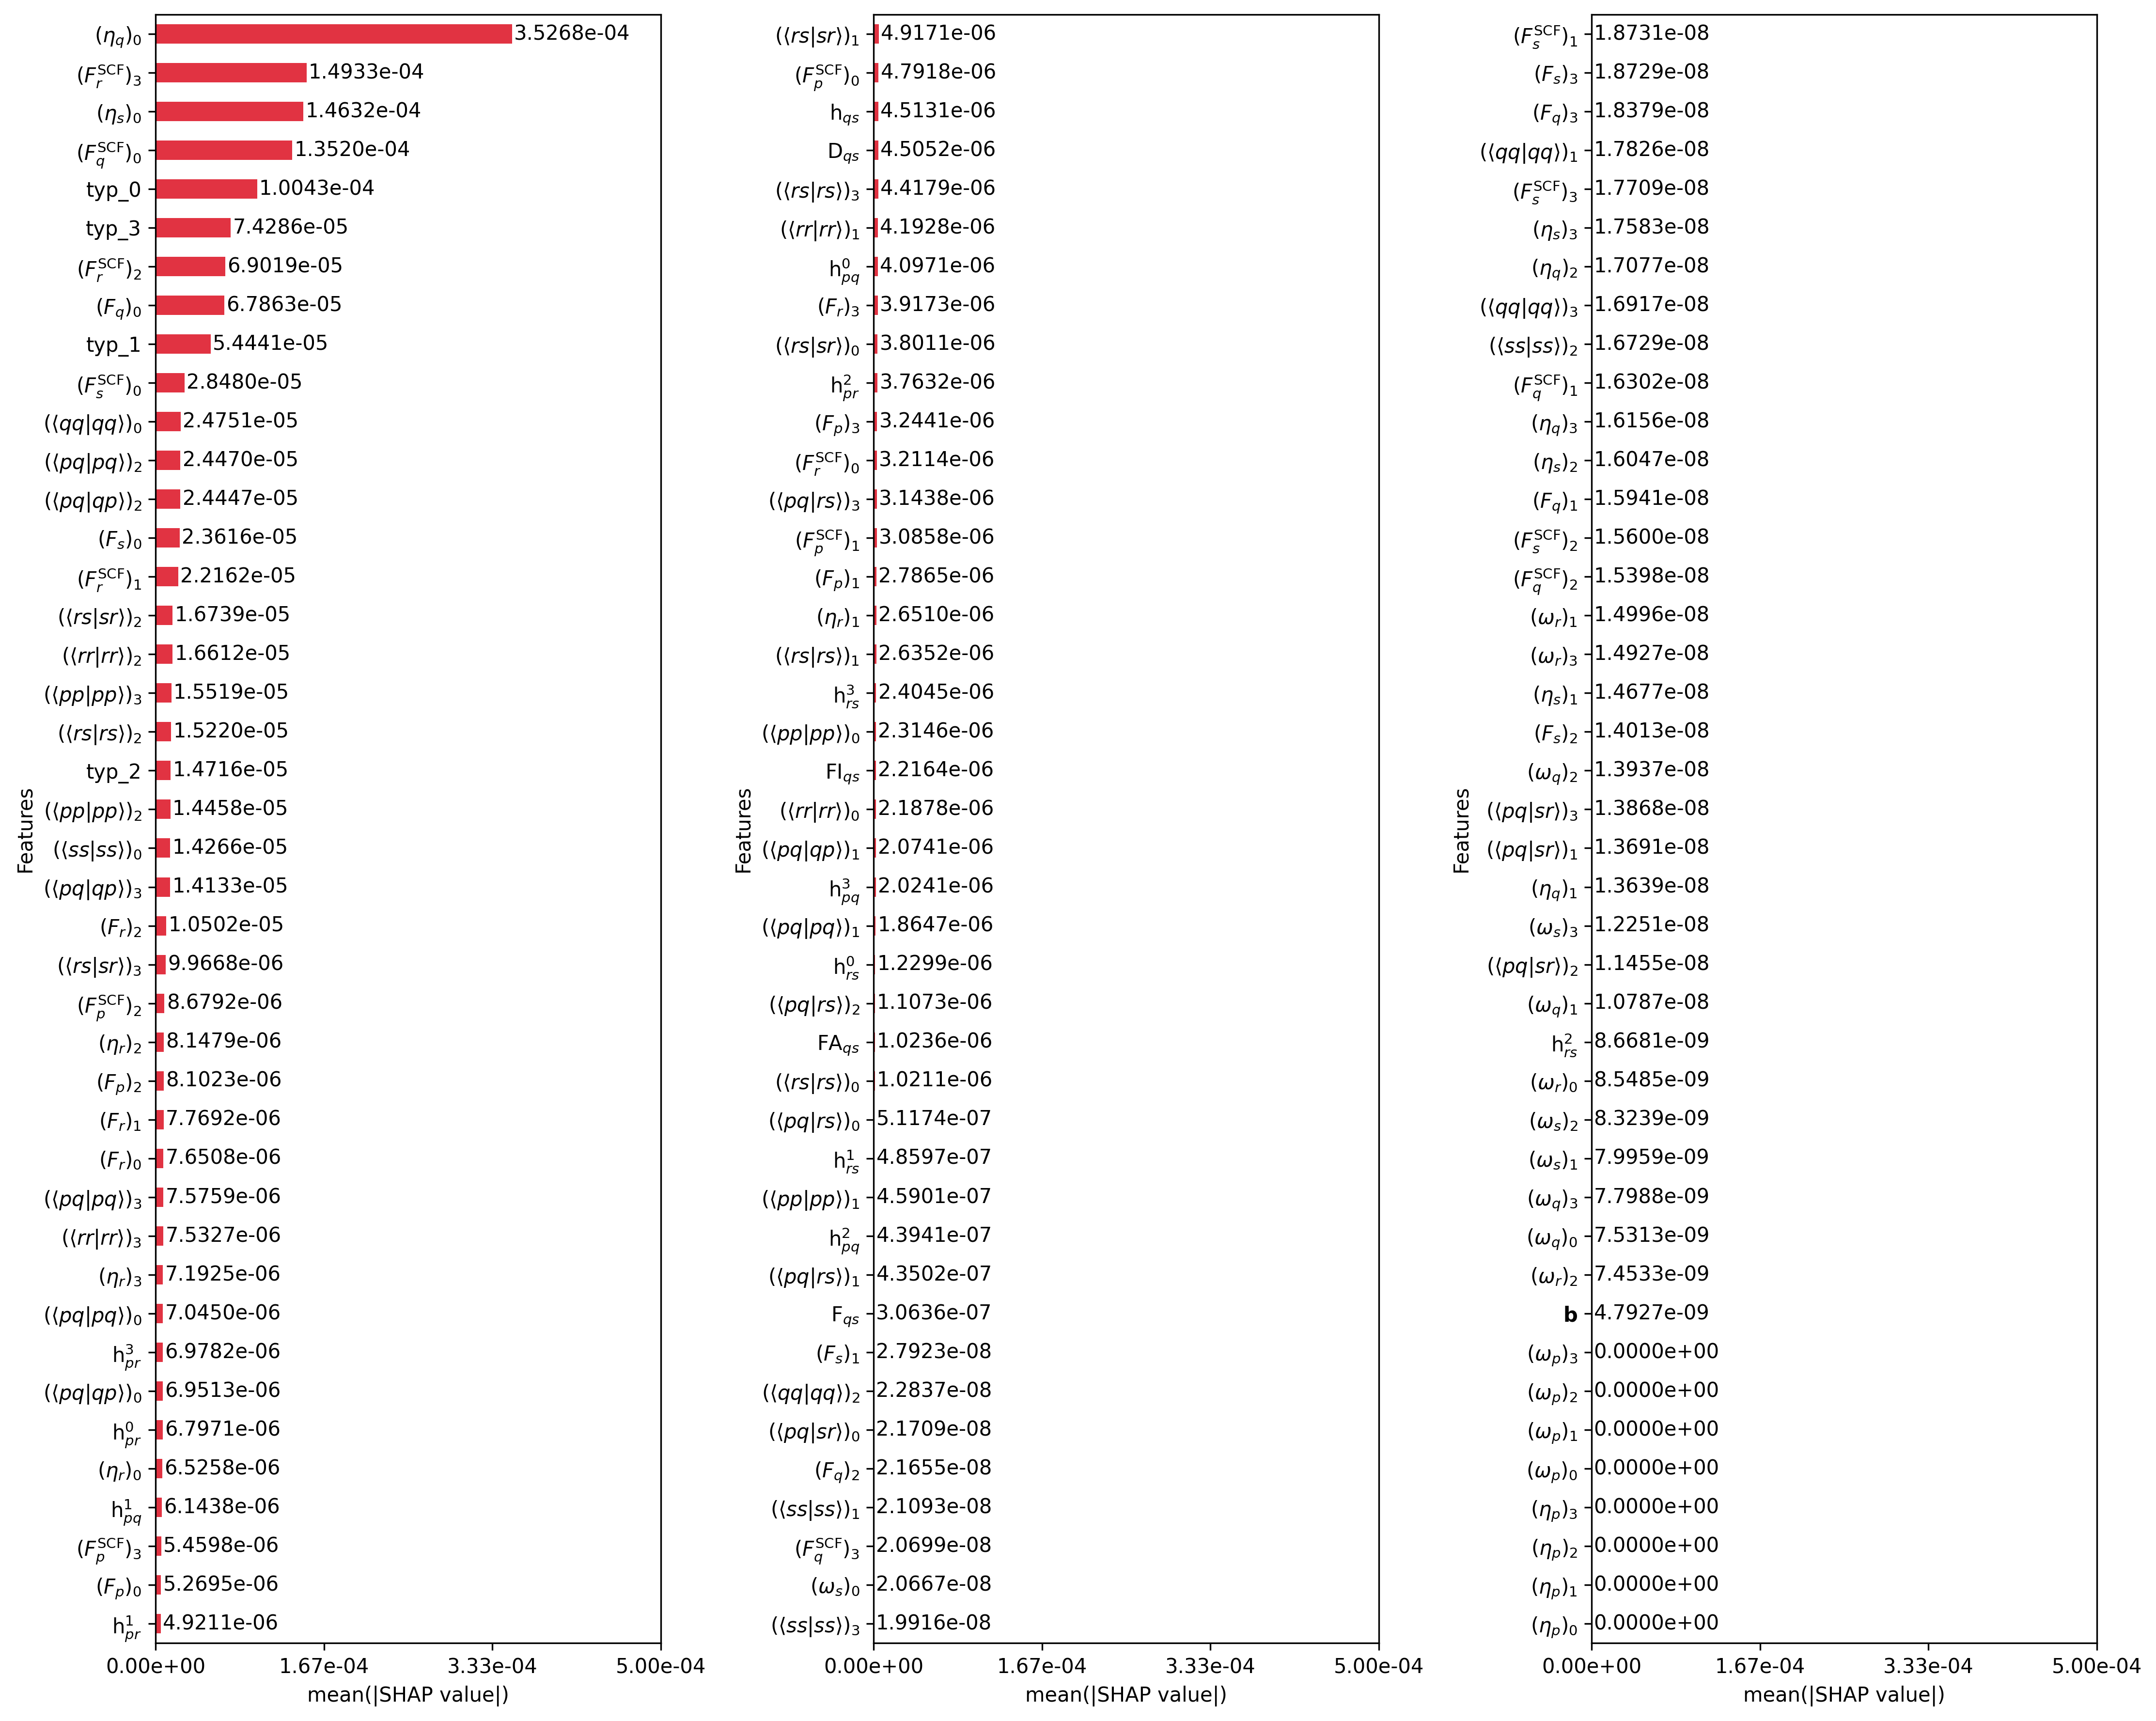 Features
(η_q)_0 3.5268e-04
(F_r^SCF)_3 1.4933e-04
(η_s)_0 1.4632e-04
(F_q^SCF)_0 1.3520e-04
typ_0 1.0043e-04
typ_3 7.4286e-05
(F_r^SCF)_2 6.9019e-05
(F_q)_0 6.7863e-05
typ_1 5.4441e-05
(F_s^SCF)_0 2.8480e-05
(⟨qq|qq⟩)_0 2.4751e-05
(⟨pq|pq⟩)_2 2.4470e-05
(⟨pq|qp⟩)_2 2.4447e-05
(F_s)_0 2.3616e-05
(F_r^SCF)_1 2.2162e-05
(⟨rs|sr⟩)_2 1.6739e-05
(⟨rr|rr⟩)_2 1.6612e-05
(⟨pp|pp⟩)_3 1.5519e-05
(⟨rs|rs⟩)_2 1.5220e-05
typ_2 1.4716e-05
(⟨pp|pp⟩)_2 1.4458e-05
(⟨ss|ss⟩)_0 1.4266e-05
(⟨pq|qp⟩)_3 1.4133e-05
(F_r)_2 1.0502e-05
(⟨rs|sr⟩)_3 9.9668e-06
(F_p^SCF)_2 8.6792e-06
(η_r)_2 8.1479e-06
(F_p)_2 8.1023e-06
(F_r)_1 7.7692e-06
(F_r)_0 7.6508e-06
(⟨pq|pq⟩)_3 7.5759e-06
(⟨rr|rr⟩)_3 7.5327e-06
(η_r)_3 7.1925e-06
(⟨pq|pq⟩)_0 7.0450e-06
h_pr^3 6.9782e-06
(⟨pq|qp⟩)_0 6.9513e-06
h_pr^0 6.7971e-06
(η_r)_0 6.5258e-06
h_pq^1 6.1438e-06
(F_p^SCF)_3 5.4598e-06
(F_p)_0 5.2695e-06
h_pr^1 4.9211e-06
0.00e+00 1.67e-04 3.33e-04 5.00e-04
mean(|SHAP value|)
Features
(⟨rs|sr⟩)_1 4.9171e-06
(F_p^SCF)_0 4.7918e-06
h_qs 4.5131e-06
D_qs 4.5052e-06
(⟨rs|rs⟩)_3 4.4179e-06
(⟨rr|rr⟩)_1 4.1928e-06
h_pq^0 4.0971e-06
(F_r)_3 3.9173e-06
(⟨rs|sr⟩)_0 3.8011e-06
h_pr^2 3.7632e-06
(F_p)_3 3.2441e-06
(F_r^SCF)_0 3.2114e-06
(⟨pq|rs⟩)_3 3.1438e-06
(F_p^SCF)_1 3.0858e-06
(F_p)_1 2.7865e-06
(η_r)_1 2.6510e-06
(⟨rs|rs⟩)_1 2.6352e-06
h_rs^3 2.4045e-06
(⟨pp|pp⟩)_0 2.3146e-06
FI_qs 2.2164e-06
(⟨rr|rr⟩)_0 2.1878e-06
(⟨pq|qp⟩)_1 2.0741e-06
h_pq^3 2.0241e-06
(⟨pq|pq⟩)_1 1.8647e-06
h_rs^0 1.2299e-06
(⟨pq|rs⟩)_2 1.1073e-06
FA_qs 1.0236e-06
(⟨rs|rs⟩)_0 1.0211e-06
(⟨pq|rs⟩)_0 5.1174e-07
h_rs^1 4.8597e-07
(⟨pp|pp⟩)_1 4.5901e-07
h_pq^2 4.3941e-07
(⟨pq|rs⟩)_1 4.3502e-07
F_qs 3.0636e-07
(F_s)_1 2.7923e-08
(⟨qq|qq⟩)_2 2.2837e-08
(⟨pq|sr⟩)_0 2.1709e-08
(F_q)_2 2.1655e-08
(⟨ss|ss⟩)_1 2.1093e-08
(F_q^SCF)_3 2.0699e-08
(ω_s)_0 2.0667e-08
(⟨ss|ss⟩)_3 1.9916e-08
0.00e+00 1.67e-04 3.33e-04 5.00e-04
mean(|SHAP value|)
Features
(F_s^SCF)_1 1.8731e-08
(F_s)_3 1.8729e-08
(F_q)_3 1.8379e-08
(⟨qq|qq⟩)_1 1.7826e-08
(F_s^SCF)_3 1.7709e-08
(η_s)_3 1.7583e-08
(η_q)_2 1.7077e-08
(⟨qq|qq⟩)_3 1.6917e-08
(⟨ss|ss⟩)_2 1.6729e-08
(F_q^SCF)_1 1.6302e-08
(η_q)_3 1.6156e-08
(η_s)_2 1.6047e-08
(F_q)_1 1.5941e-08
(F_s^SCF)_2 1.5600e-08
(F_q^SCF)_2 1.5398e-08
(ω_r)_1 1.4996e-08
(ω_r)_3 1.4927e-08
(η_s)_1 1.4677e-08
(F_s)_2 1.4013e-08
(ω_q)_2 1.3937e-08
(⟨pq|sr⟩)_3 1.3868e-08
(⟨pq|sr⟩)_1 1.3691e-08
(η_q)_1 1.3639e-08
(ω_s)_3 1.2251e-08
(⟨pq|sr⟩)_2 1.1455e-08
(ω_q)_1 1.0787e-08
h_rs^2 8.6681e-09
(ω_r)_0 8.5485e-09
(ω_s)_2 8.3239e-09
(ω_s)_1 7.9959e-09
(ω_q)_3 7.7988e-09
(ω_q)_0 7.5313e-09
(ω_r)_2 7.4533e-09
b 4.7927e-09
(ω_p)_3 0.0000e+00
(ω_p)_2 0.0000e+00
(ω_p)_1 0.0000e+00
(ω_p)_0 0.0000e+00
(η_p)_3 0.0000e+00
(η_p)_2 0.0000e+00
(η_p)_1 0.0000e+00
(η_p)_0 0.0000e+00
0.00e+00 1.67e-04 3.33e-04 5.00e-04
mean(|SHAP value|)